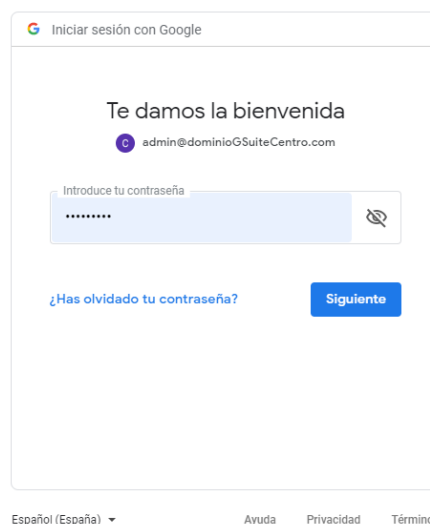 Iniciar sesión con Google
Te damos la bienvenida
C admin@dominioGSuiteCentro.com
Introduce tu contraseña
•••••••••
¿Has olvidado tu contraseña? Siguiente
Español (España) Ayuda Privacidad Término